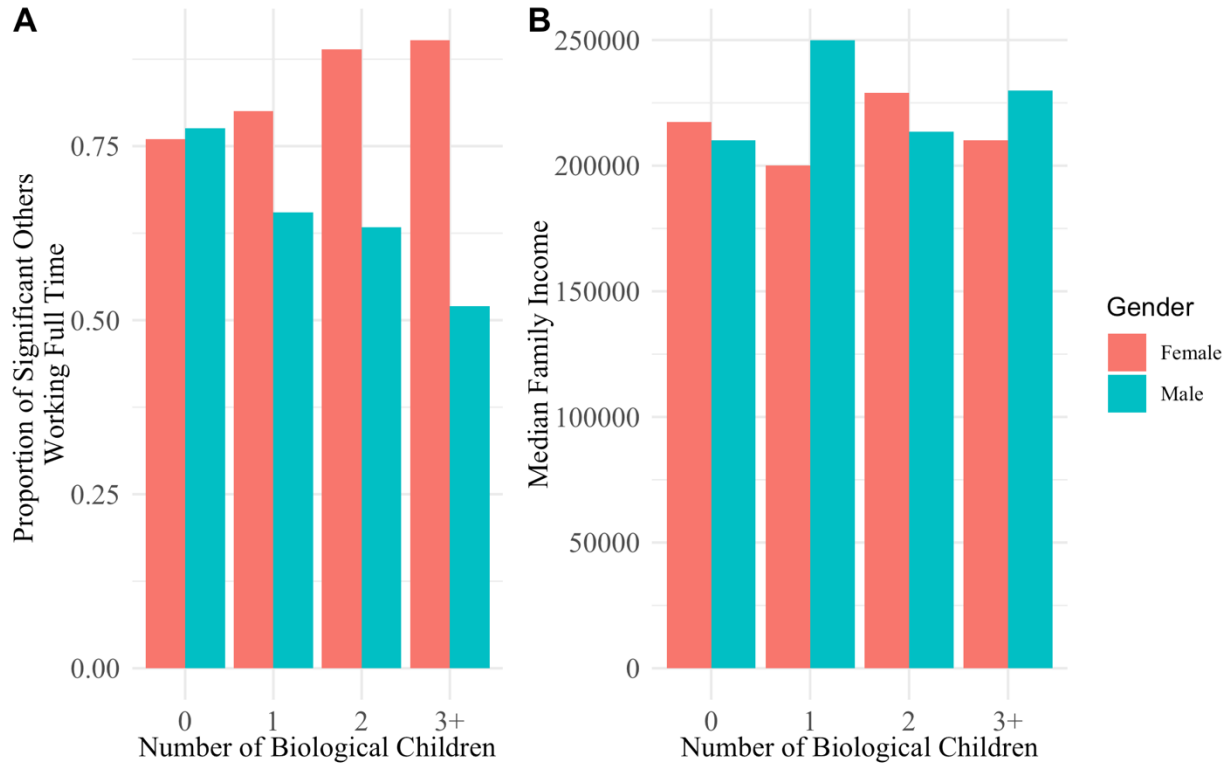 A
Proportion of Significant Others
Working Full Time
0.75
0.50
0.25
0.00
0 1 2 3+
Number of Biological Children
B
Median Family Income
250000
200000
150000
100000
50000
0
0 1 2 3+
Number of Biological Children
Gender
Female
Male